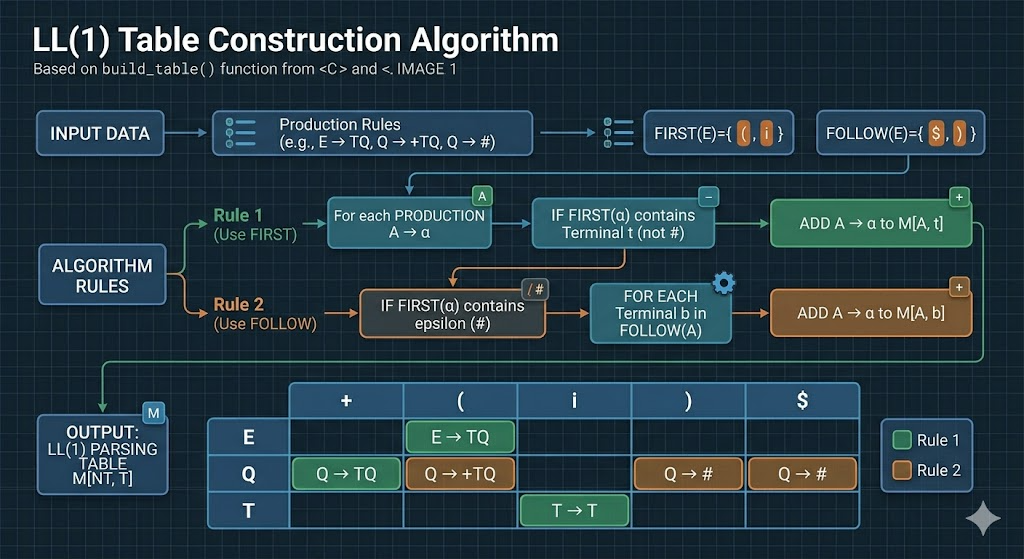 LL(1) Table Construction Algorithm
Based on build_table() function from <C> and <. IMAGE 1
INPUT DATA
Production Rules
(e.g., E → TQ, Q → +TQ, Q → #)
FIRST(E)={ ( , i }
FOLLOW(E)={ $ , ) }
ALGORITHM
RULES
Rule 1
(Use FIRST)
A
For each PRODUCTION
A → α
–
IF FIRST(α) contains
Terminal t (not #)
+
ADD A → α to M[A, t]
Rule 2
(Use FOLLOW)
/ #
IF FIRST(α) contains
epsilon (#)
FOR EACH
Terminal b in
FOLLOW(A)
+
ADD A → α to M[A, b]
M
OUTPUT:
LL(1) PARSING
TABLE
M[NT, T]
+ ( i ) $
E E → TQ
Q Q → TQ Q → +TQ Q → # Q → #
T T → T
Rule 1
Rule 2